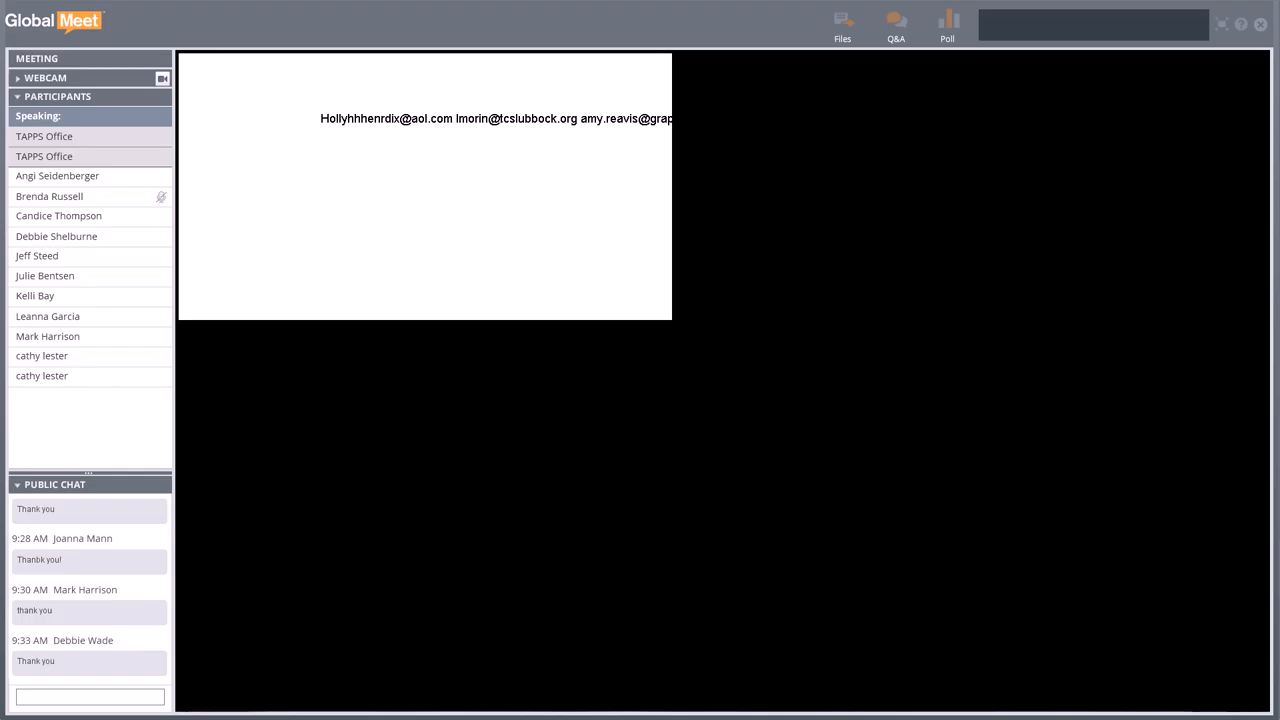 Global Meet
Files
Q&A
Poll
MEETING
WEBCAM
PARTICIPANTS
Speaking:
TAPPS Office
TAPPS Office
Angi Seidenberger
Brenda Russell
Candice Thompson
Debbie Shelburne
Jeff Steed
Julie Bentsen
Kelli Bay
Leanna Garcia
Mark Harrison
cathy lester
cathy lester
PUBLIC CHAT
Thank you
9:28 AM Joanna Mann
Thanbk you!
9:30 AM Mark Harrison
thank you
9:33 AM Debbie Wade
Thank you
Hollyhhhenrdix@aol.com lmorin@tcslubbock.org amy.reavis@grap